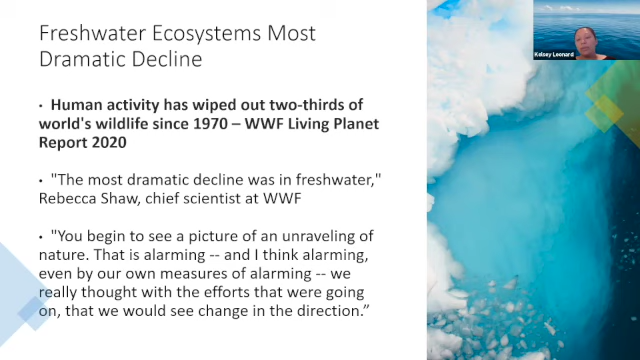 Freshwater Ecosystems Most
Dramatic Decline
• Human activity has wiped out two-thirds of
world's wildlife since 1970 – WWF Living Planet
Report 2020
• "The most dramatic decline was in freshwater,"
Rebecca Shaw, chief scientist at WWF
• "You begin to see a picture of an unraveling of
nature. That is alarming -- and I think alarming,
even by our own measures of alarming -- we
really thought with the efforts that were going
on, that we would see change in the direction.”
Kelsey Leonard